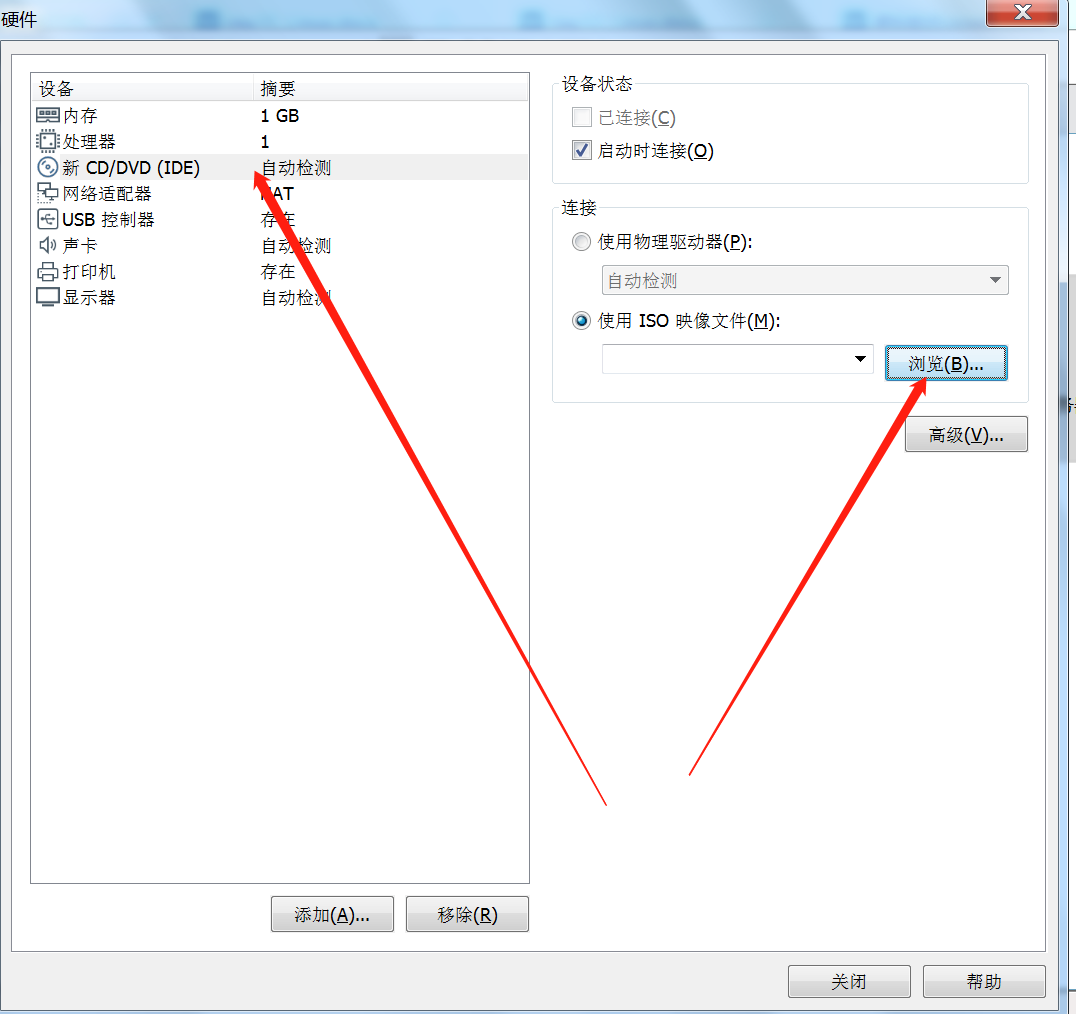 硬件
设备 摘要
内存 1 GB
处理器 1
新 CD/DVD (IDE) 自动检测
网络适配器 NAT
USB 控制器 存在
声卡 自动检测
打印机 存在
显示器 自动检测
添加(A)... 移除(R)
设备状态
已连接(C)
启动时连接(O)
连接
使用物理驱动器(P):
自动检测
使用 ISO 映像文件(M):
浏览(B)...
高级(V)...
关闭 帮助